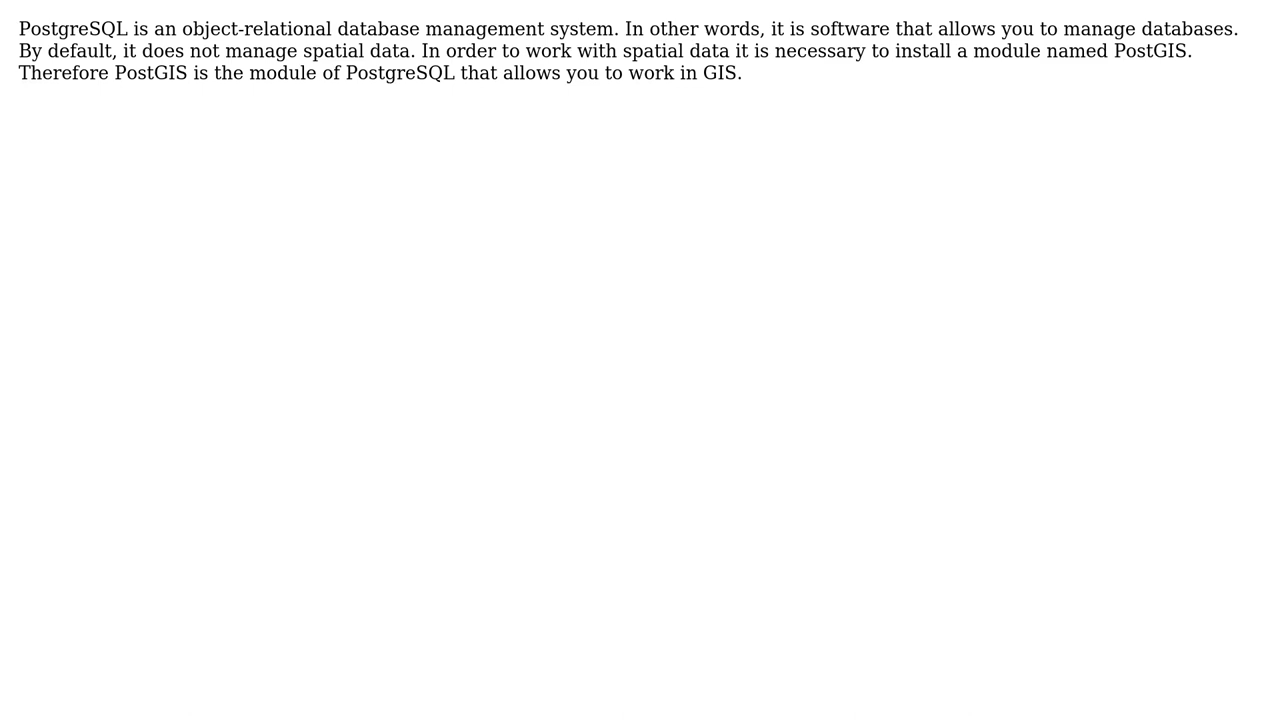 PostgreSQL is an object-relational database management system. In other words, it is software that allows you to manage databases.
By default, it does not manage spatial data. In order to work with spatial data it is necessary to install a module named PostGIS.
Therefore PostGIS is the module of PostgreSQL that allows you to work in GIS.